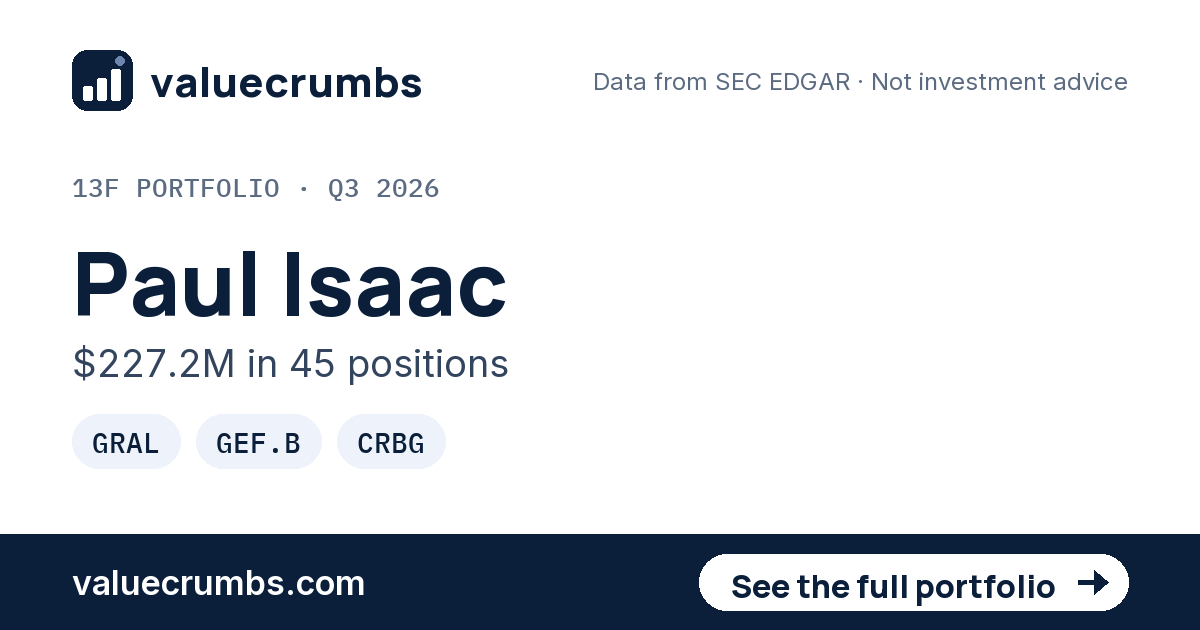 valuecrumbs
Data from SEC EDGAR · Not investment advice
13F PORTFOLIO · Q3 2026
Paul Isaac
$227.2M in 45 positions
GRAL GEF.B CRBG
valuecrumbs.com
See the full portfolio →